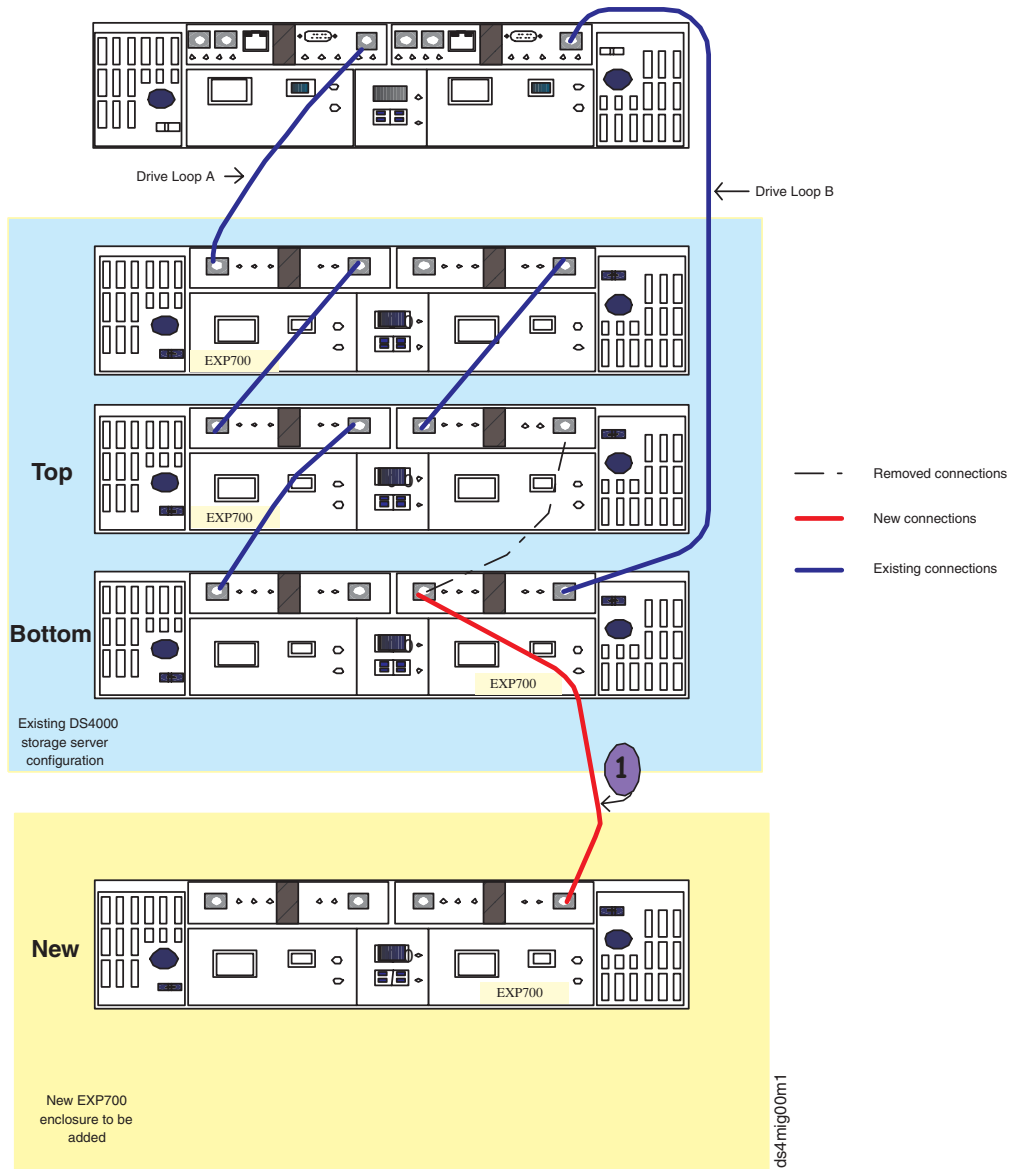 Drive Loop A
Drive Loop B
EXP700
Top
EXP700
Removed connections
New connections
Existing connections
Bottom
EXP700
Existing DS4000
storage server
configuration
1
New
EXP700
New EXP700
enclosure to be
added
ds4mig00m1